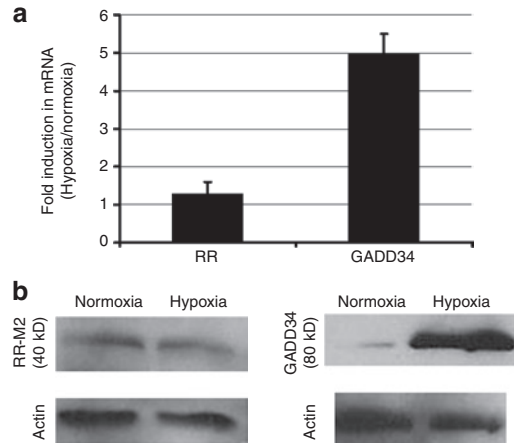 a
Fold induction in mRNA
(Hypoxia/normoxia)
6
5
4
3
2
1
0
RR
GADD34
b
Normoxia
Hypoxia
RR-M2
(40 kD)
Actin
Normoxia
Hypoxia
GADD34
(80 kD)
Actin